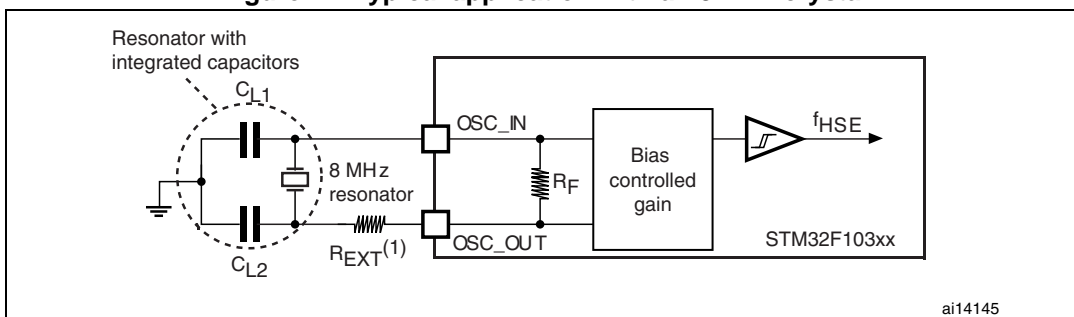 Resonator with
integrated capacitors
CL1
OSC_IN
fHSE
8 MHz
resonator
RF
Bias
controlled
gain
REXT(1)
OSC_OUT
STM32F103xx
CL2
ai14145